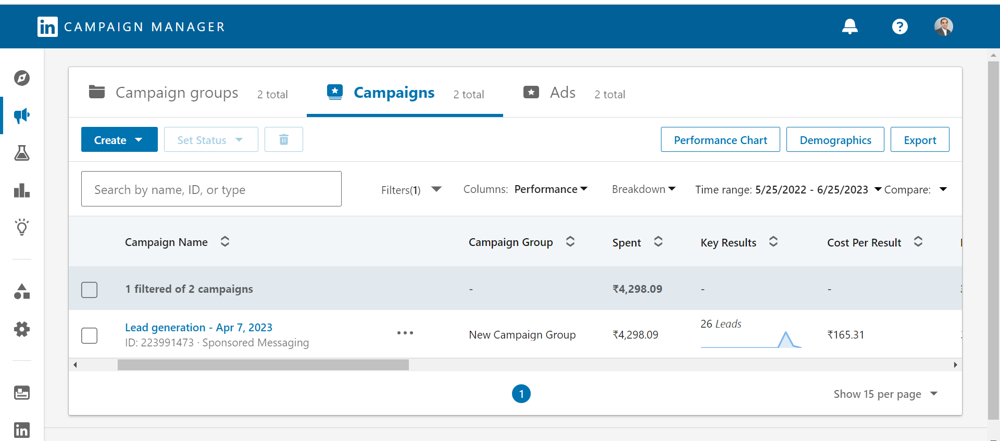 in CAMPAIGN MANAGER
Campaign groups 2 total Campaigns 2 total Ads 2 total
Create Set Status Performance Chart Demographics Export
Search by name, ID, or type Filters(1) Columns: Performance Breakdown Time range: 5/25/2022 - 6/25/2023 Compare:
Campaign Name Campaign Group Spent Key Results Cost Per Result
1 filtered of 2 campaigns - ₹4,298.09 - -
Lead generation - Apr 7, 2023 26 Leads
New Campaign Group ₹4,298.09 ₹165.31
ID: 223991473 · Sponsored Messaging
1 Show 15 per page
in